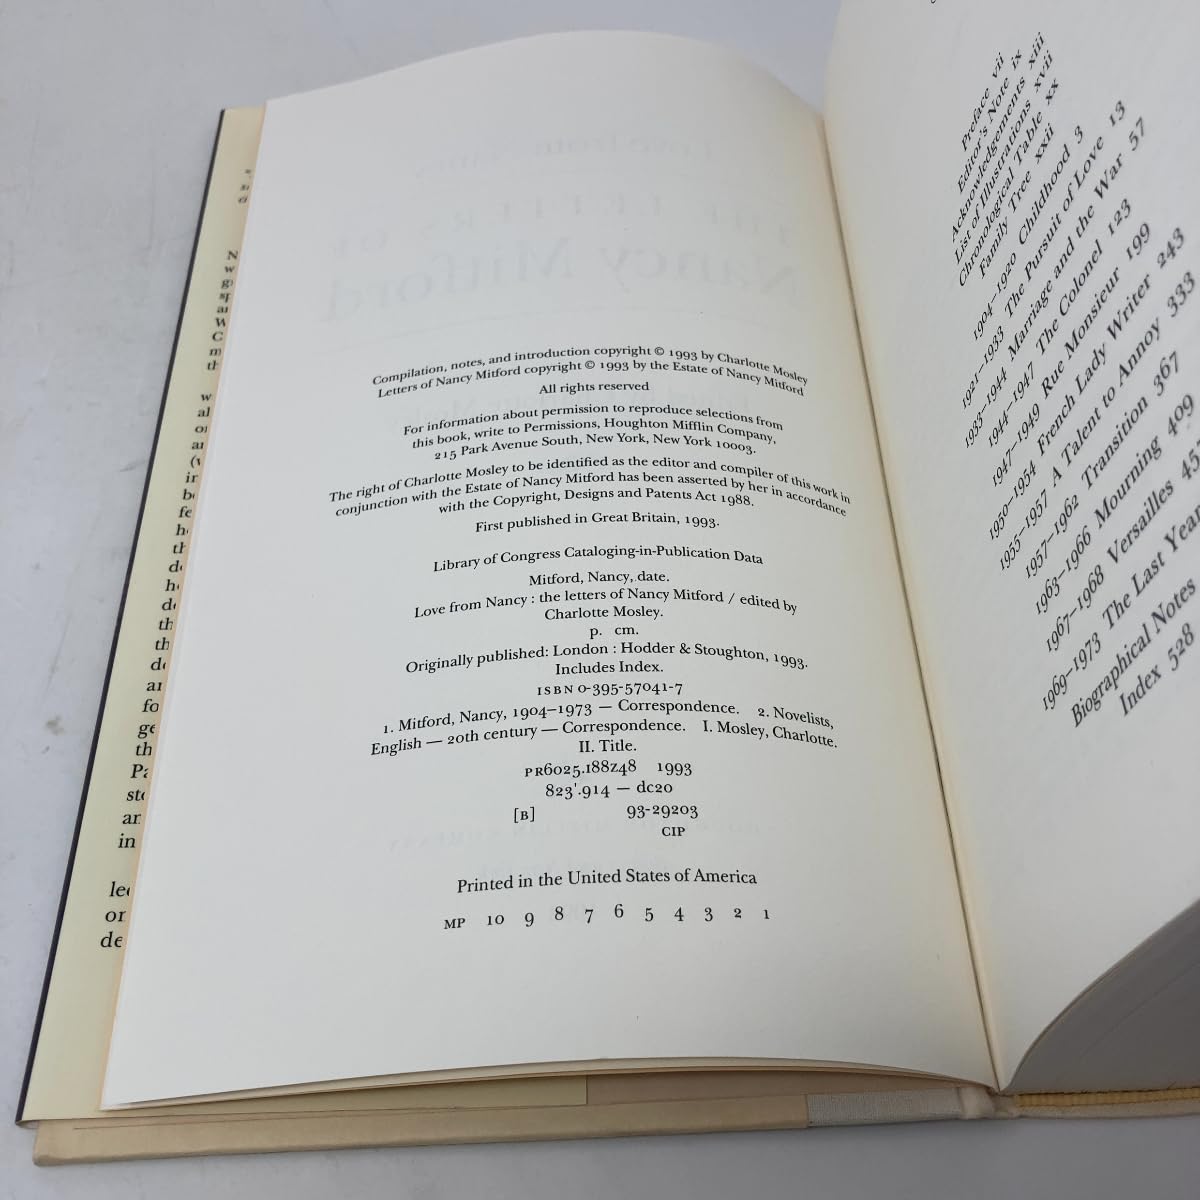 Compilation, notes, and introduction copyright © 1993 by Charlotte Mosley
Letters of Nancy Mitford copyright © 1993 by the Estate of Nancy Mitford
All rights reserved
For information about permission to reproduce selections from
this book, write to Permissions, Houghton Mifflin Company,
215 Park Avenue South, New York, New York 10003.
The right of Charlotte Mosley to be identified as the editor and compiler of this work in
conjunction with the Estate of Nancy Mitford has been asserted by her in accordance
with the Copyright, Designs and Patents Act 1988.
First published in Great Britain, 1993.
Library of Congress Cataloging-in-Publication Data
Mitford, Nancy, date.
Love from Nancy : the letters of Nancy Mitford / edited by
Charlotte Mosley.
p. cm.
Originally published: London : Hodder & Stoughton, 1993.
Includes Index.
ISBN 0-395-57041-7
1. Mitford, Nancy, 1904–1973 — Correspondence. 2. Novelists,
English — 20th century — Correspondence. I. Mosley, Charlotte.
II. Title.
PR6025.I88Z48 1993
823'.914 — dc20
[B] 93-29203
CIP
Printed in the United States of America
MP 10 9 8 7 6 5 4 3 2 1
Preface vii
Editor's Note ix
Acknowledgements xiii
List of Illustrations xvii
Chronological Table xx
Family Tree xxii
1904–1920 Childhood 3
1921–1933 The Pursuit of Love 13
1933–1944 Marriage and the War 57
1944–1947 The Colonel 123
1947–1949 Rue Monsieur 199
1950–1954 French Lady Writer 243
1955–1957 A Talent to Annoy 333
1957–1962 Transition 367
1963–1966 Mourning 409
1967–1968 Versailles 45
1969–1973 The Last Years
Biographical Notes
Index 528